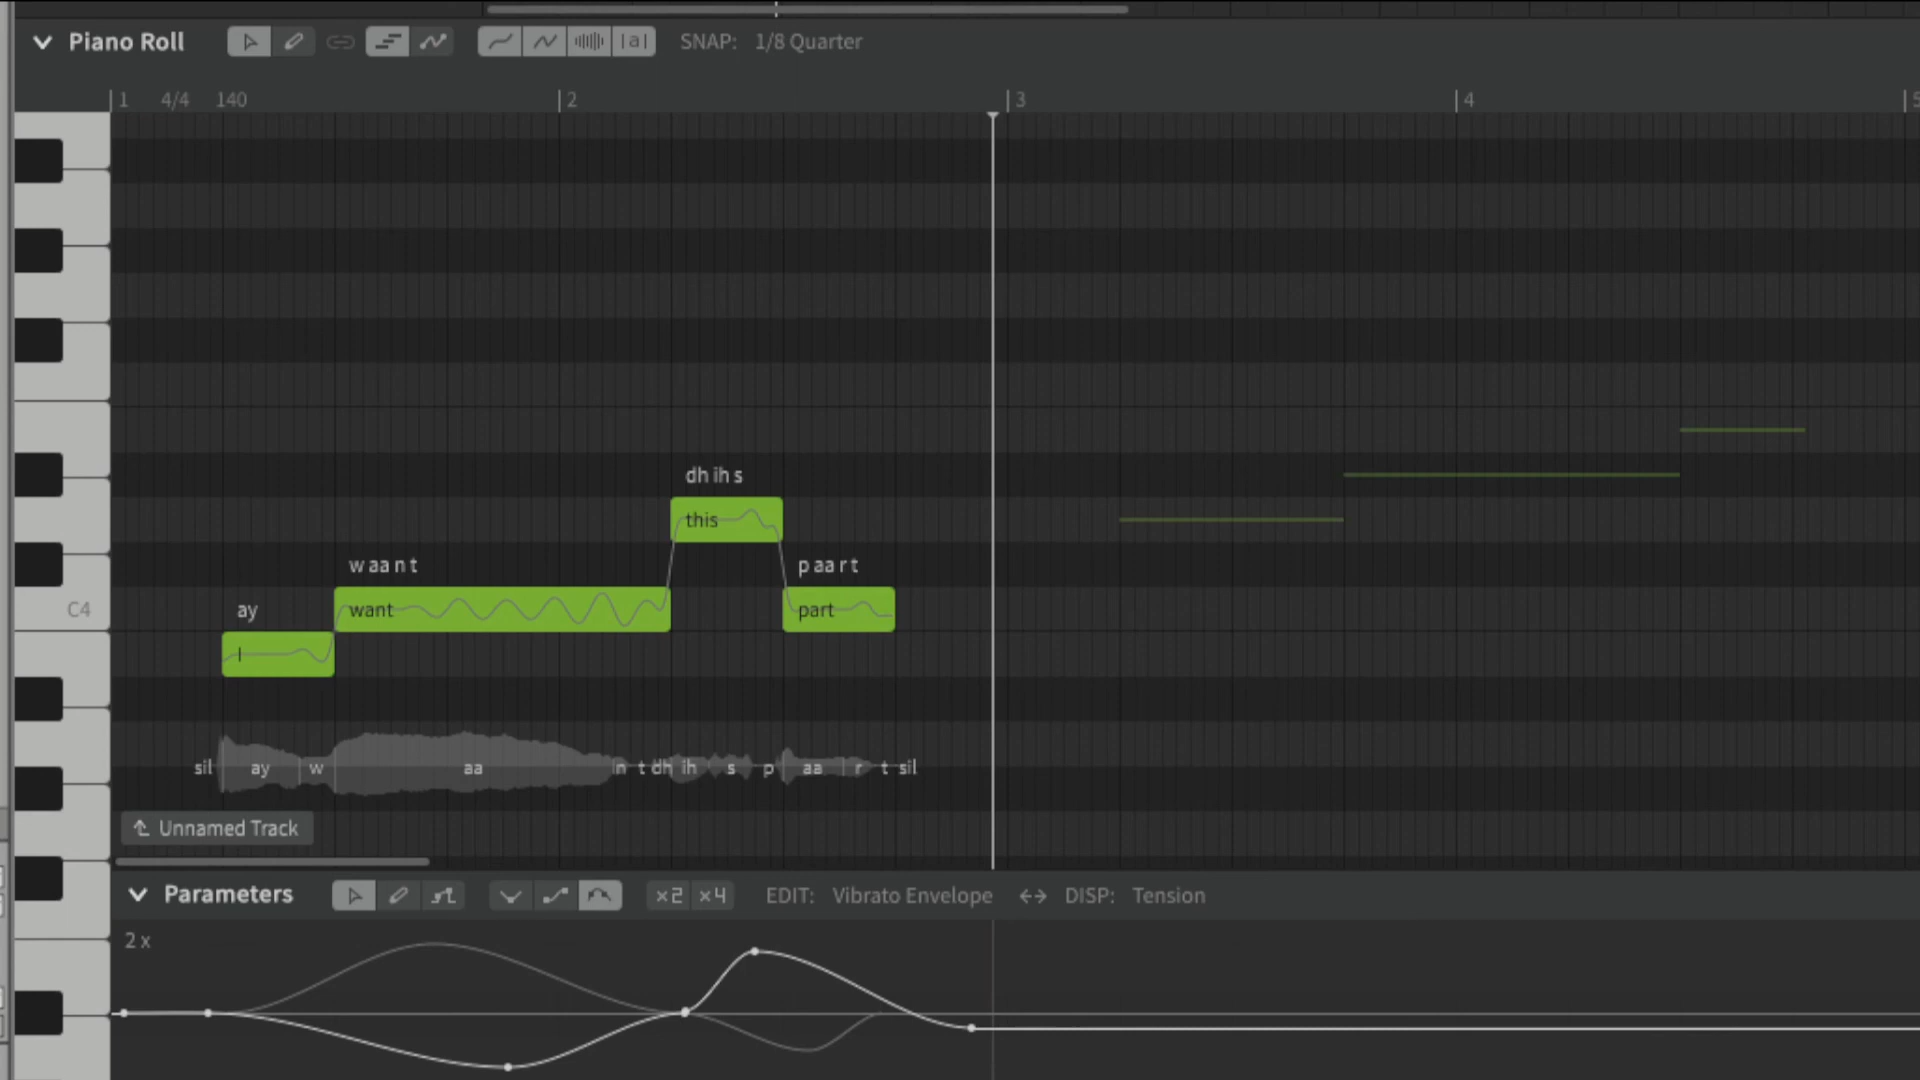 Piano Roll |a| SNAP: 1/8 Quarter
1 4/4 140 2 3 4 5
dh ih s
this
w aa n t
p aa r t
C4
ay
want
part
I
sil ay w aa n t dh ih s p aa r t sil
Unnamed Track
Parameters ×2 ×4 EDIT: Vibrato Envelope DISP: Tension
2 x